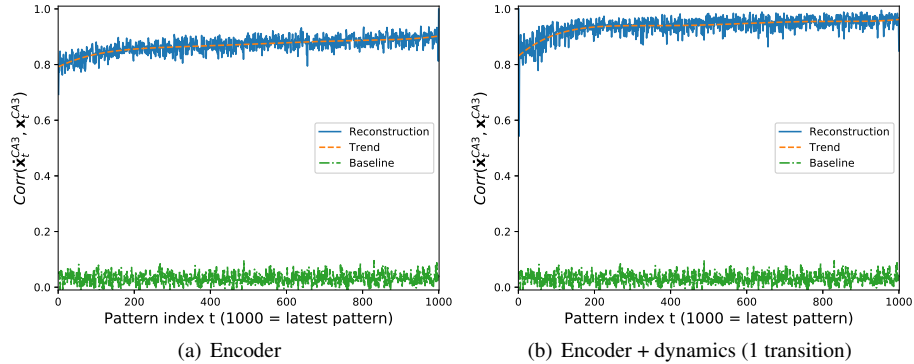 1.0
0.8
0.6
0.4
0.2
0.0
Corr(ẋ_t^{CA3}, x_t^{CA3})
Reconstruction
Trend
Baseline
0 200 400 600 800 1000
Pattern index t (1000 = latest pattern)
(a) Encoder
1.0
0.8
0.6
0.4
0.2
0.0
Corr(ẋ_t^{CA3}, x_t^{CA3})
Reconstruction
Trend
Baseline
0 200 400 600 800 1000
Pattern index t (1000 = latest pattern)
(b) Encoder + dynamics (1 transition)